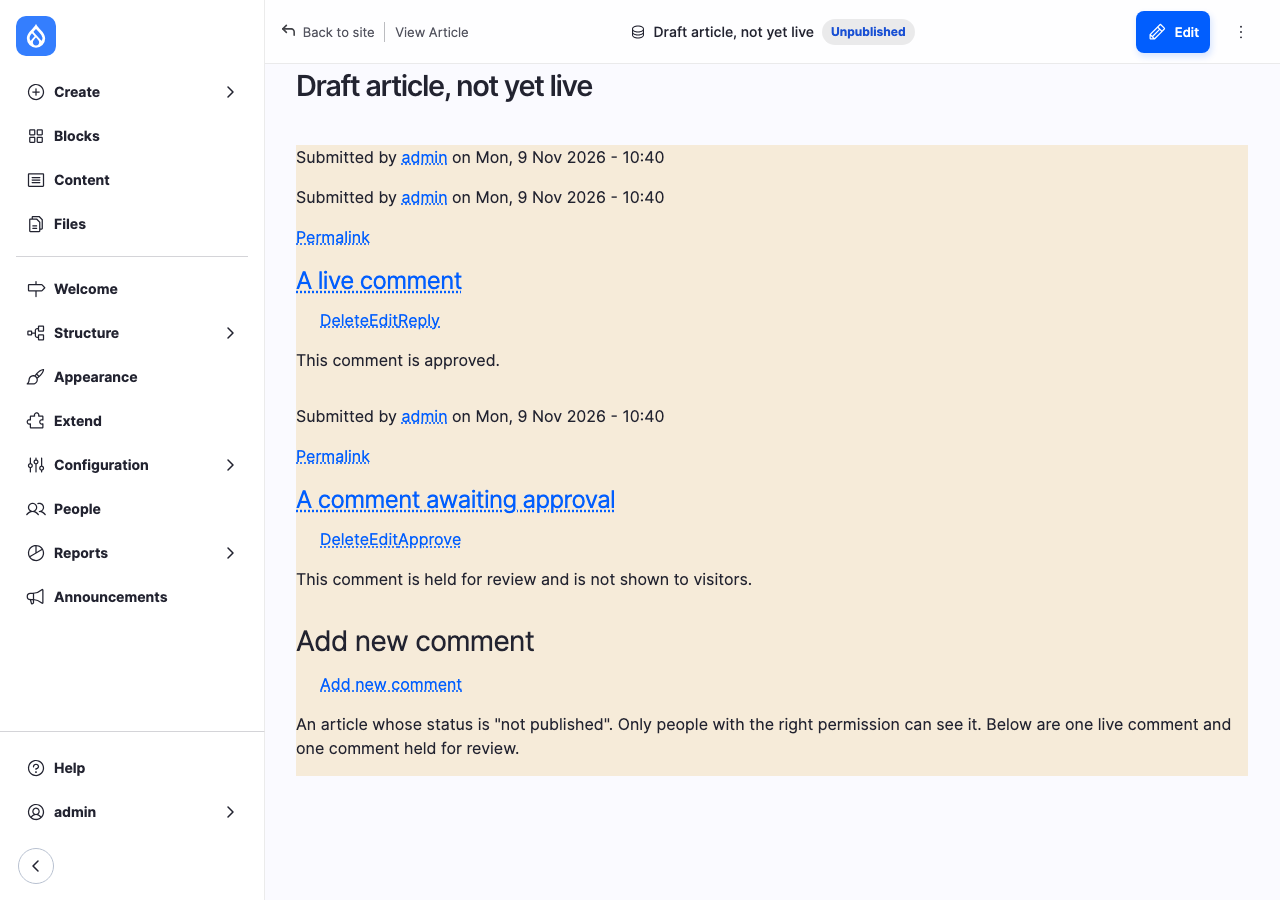 Back to site
View Article
Draft article, not yet live
Unpublished
Edit
Create
Blocks
Content
Files
Welcome
Structure
Appearance
Extend
Configuration
People
Reports
Announcements
Help
admin
Draft article, not yet live
Submitted by admin on Mon, 9 Nov 2026 - 10:40
Submitted by admin on Mon, 9 Nov 2026 - 10:40
Permalink
A live comment
DeleteEditReply
This comment is approved.
Submitted by admin on Mon, 9 Nov 2026 - 10:40
Permalink
A comment awaiting approval
DeleteEditApprove
This comment is held for review and is not shown to visitors.
Add new comment
Add new comment
An article whose status is "not published". Only people with the right permission can see it. Below are one live comment and
one comment held for review.